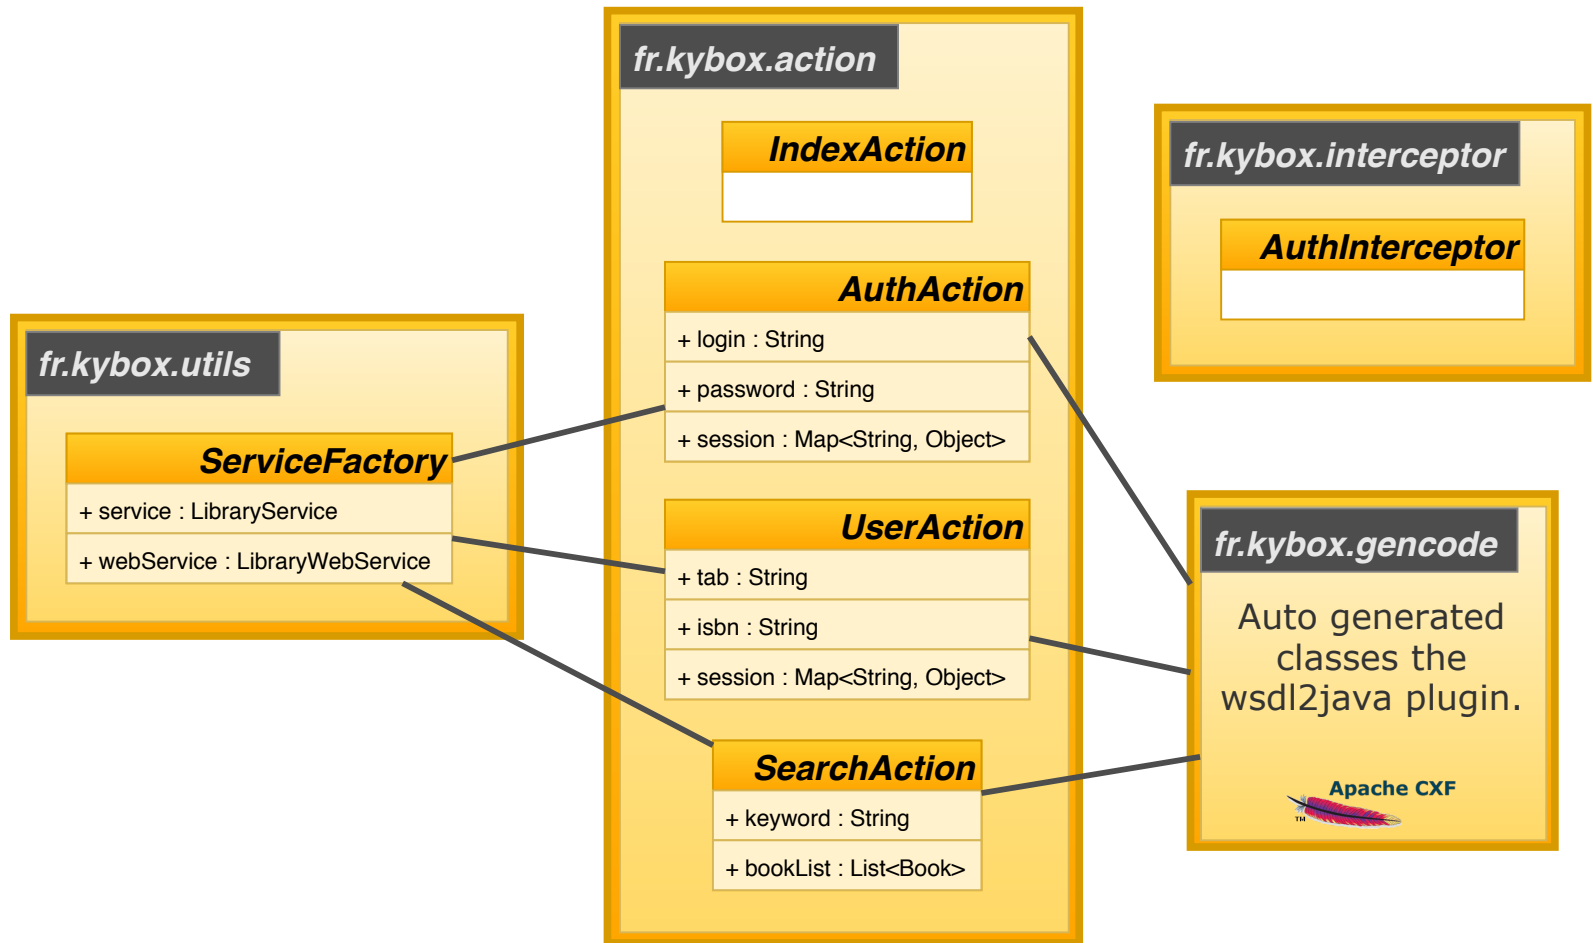 fr.kybox.action
IndexAction
AuthAction
+ login : String
+ password : String
+ session : Map<String, Object>
UserAction
+ tab : String
+ isbn : String
+ session : Map<String, Object>
SearchAction
+ keyword : String
+ bookList : List<Book>
fr.kybox.interceptor
AuthInterceptor
fr.kybox.utils
ServiceFactory
+ service : LibraryService
+ webService : LibraryWebService
fr.kybox.gencode
Auto generated
classes the
wsdl2java plugin.
Apache CXF
TM